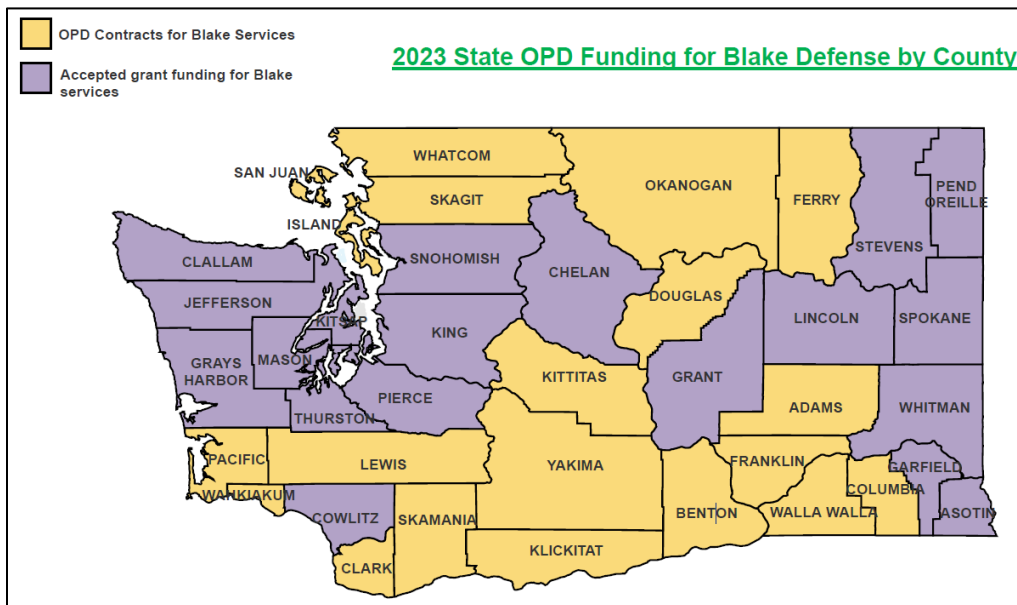 OPD Contracts for Blake Services
2023 State OPD Funding for Blake Defense by County
Accepted grant funding for Blake
services
WHATCOM
SAN JUAN
OKANOGAN
PEND
OREILLE
SKAGIT
FERRY
ISLAND
STEVENS
SNOHOMISH
CLALLAM
CHELAN
DOUGLAS
JEFFERSON
LINCOLN
SPOKANE
KITSAP
KING
MASON
GRAYS
HARBOR
KITTITAS
GRANT
PIERCE
ADAMS
WHITMAN
THURSTON
PACIFIC
LEWIS
YAKIMA
FRANKLIN
GARFIELD
WAHKIAKUM
COLUMBIA
COWLITZ
SKAMANIA
BENTON
WALLA WALLA
ASOTIN
KLICKITAT
CLARK